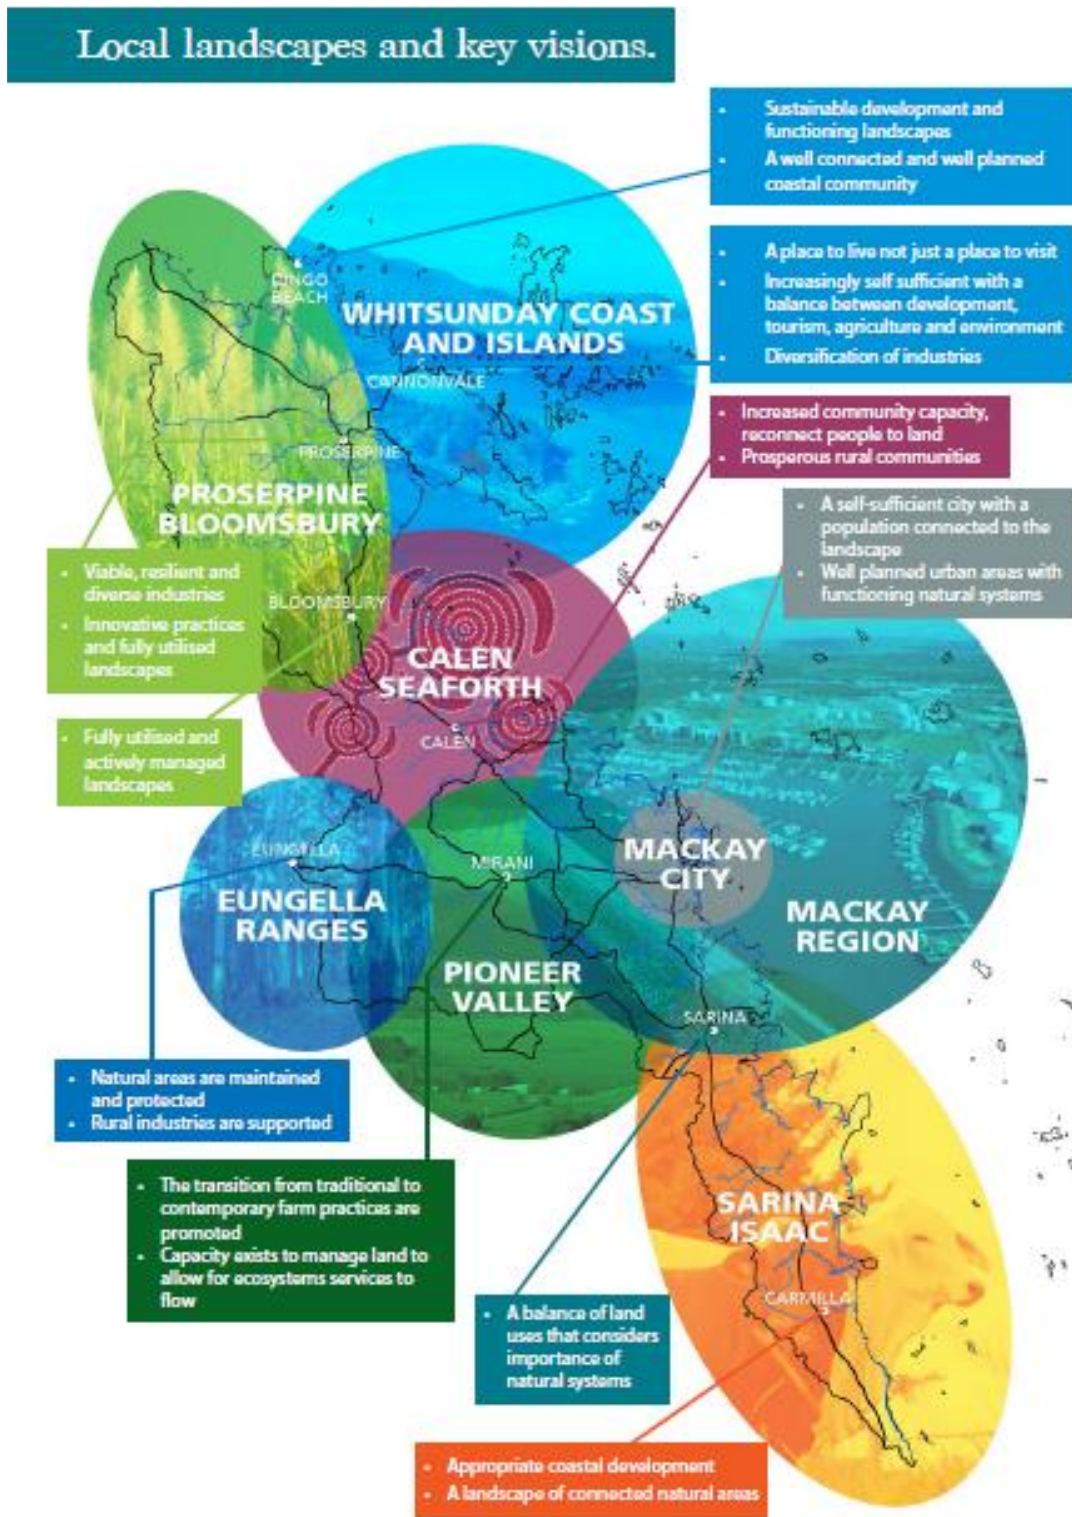 Local landscapes and key visions.
• Sustainable development and
functioning landscapes
• A well connected and well planned
coastal community
• A place to live not just a place to visit
• Increasingly self sufficient with a
balance between development,
tourism, agriculture and environment
• Diversification of industries
• Increased community capacity,
reconnect people to land
• Prosperous rural communities
• A self-sufficient city with a
population connected to the
landscape
• Well planned urban areas with
functioning natural systems
DINGO
BEACH
WHITSUNDAY COAST
AND ISLANDS
CANNONVALE
PROSERPINE
PROSERPINE
BLOOMSBURY
• Viable, resilient and
diverse industries
• Innovative practices
and fully utilised
landscapes
BLOOMSBURY
CALEN
SEAFORTH
CALEN
• Fully utilised and
actively managed
landscapes
EUNGELLA
EUNGELLA
RANGES
MIRANI
MACKAY
CITY
MACKAY
REGION
PIONEER
VALLEY
SARINA
• Natural areas are maintained
and protected
• Rural industries are supported
• The transition from traditional to
contemporary farm practices are
promoted
• Capacity exists to manage land to
allow for ecosystems services to
flow
SARINA
ISAAC
CARMILLA
• A balance of land
uses that considers
importance of
natural systems
• Appropriate coastal development
• A landscape of connected natural areas